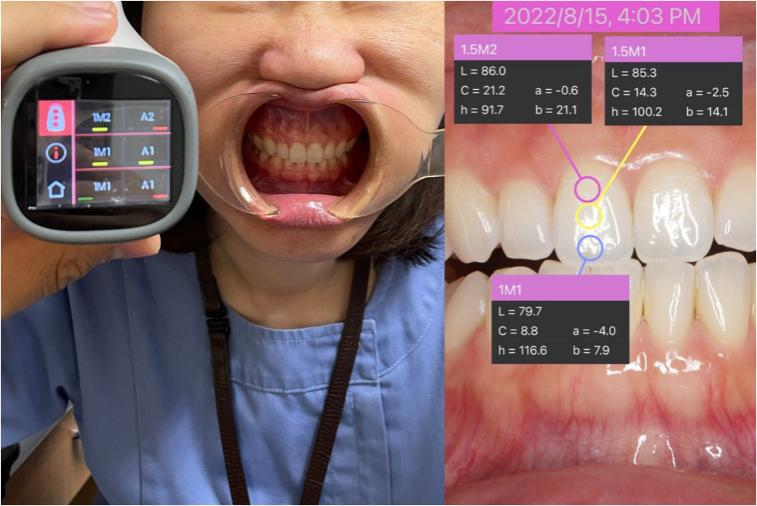 1M2 A2
1M1 A1
1M1 A1
2022/8/15, 4:03 PM
1.5M2
L = 86.0
C = 21.2 a = -0.6
h = 91.7 b = 21.1
1.5M1
L = 85.3
C = 14.3 a = -2.5
h = 100.2 b = 14.1
1M1
L = 79.7
C = 8.8 a = -4.0
h = 116.6 b = 7.9